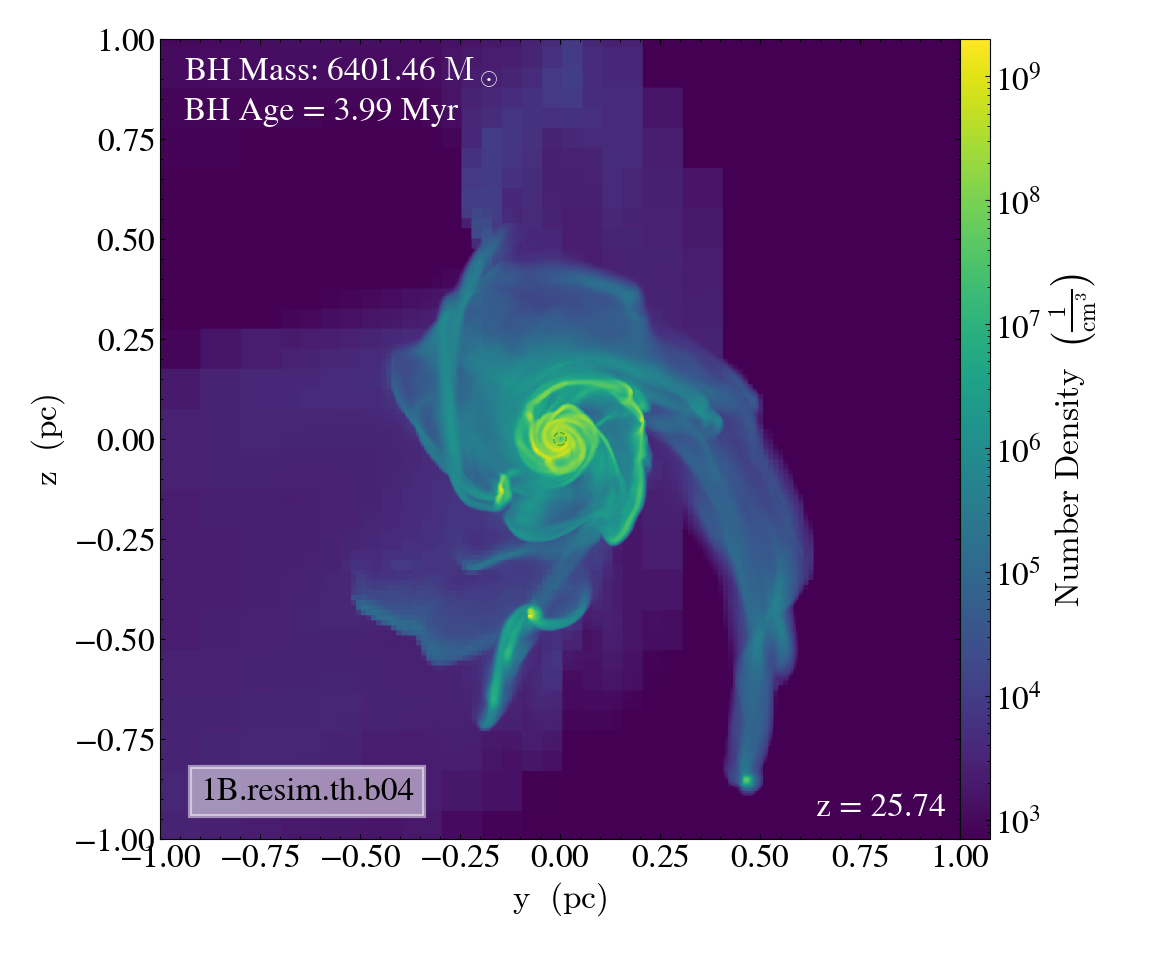 BH Mass: 6401.46 M☉
BH Age = 3.99 Myr
1B.resim.th.b04
z = 25.74
1.00
0.75
0.50
0.25
0.00
−0.25
−0.50
−0.75
−1.00
z (pc)
−1.00 −0.75 −0.50 −0.25 0.00 0.25 0.50 0.75 1.00
y (pc)
10⁹
10⁸
10⁷
10⁶
10⁵
10⁴
10³
Number Density (1/cm³)